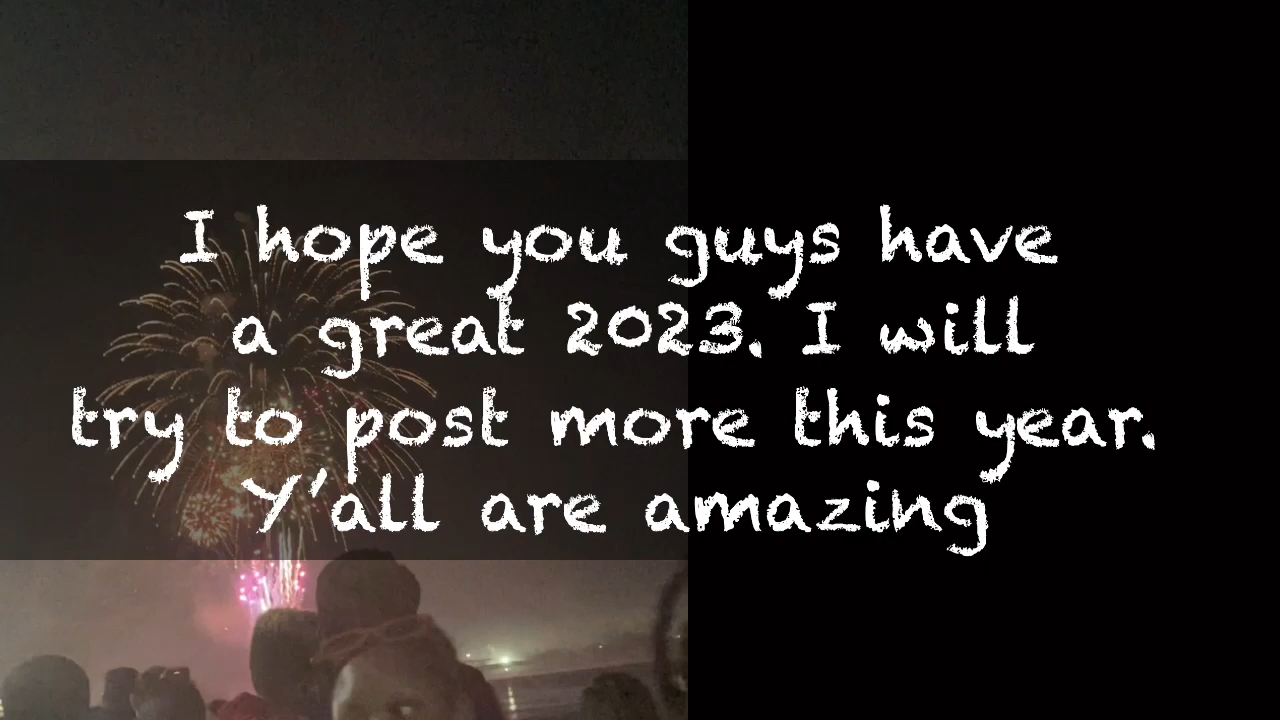 I hope you guys have
a great 2023. I will
try to post more this year.
Y'all are amazing